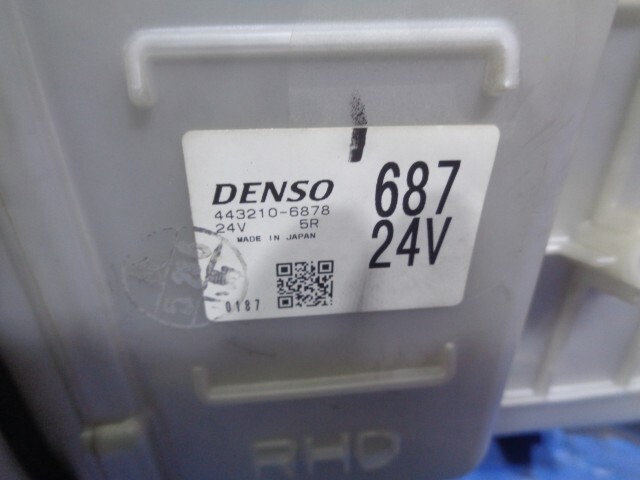 DENSO
687
443210-6878
24V 5R
24V
MADE IN JAPAN
0187
RHD